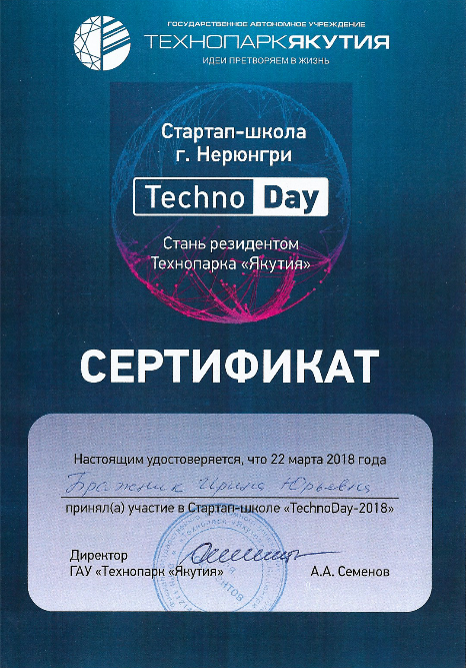 ГОСУДАРСТВЕННОЕ АВТОНОМНОЕ УЧРЕЖДЕНИЕ
ТЕХНОПАРКЯКУТИЯ
ИДЕИ ПРЕТВОРЯЕМ В ЖИЗНЬ
Стартап-школа
г. Нерюнгри
Techno Day
Стань резидентом
Технопарка «Якутия»
СЕРТИФИКАТ
Настоящим удостоверяется, что 22 марта 2018 года
Бражник Ирина Юрьевна
принял(а) участие в Стартап-школе «TechnoDay-2018»
Директор
ГАУ «Технопарк «Якутия»
А.А. Семенов